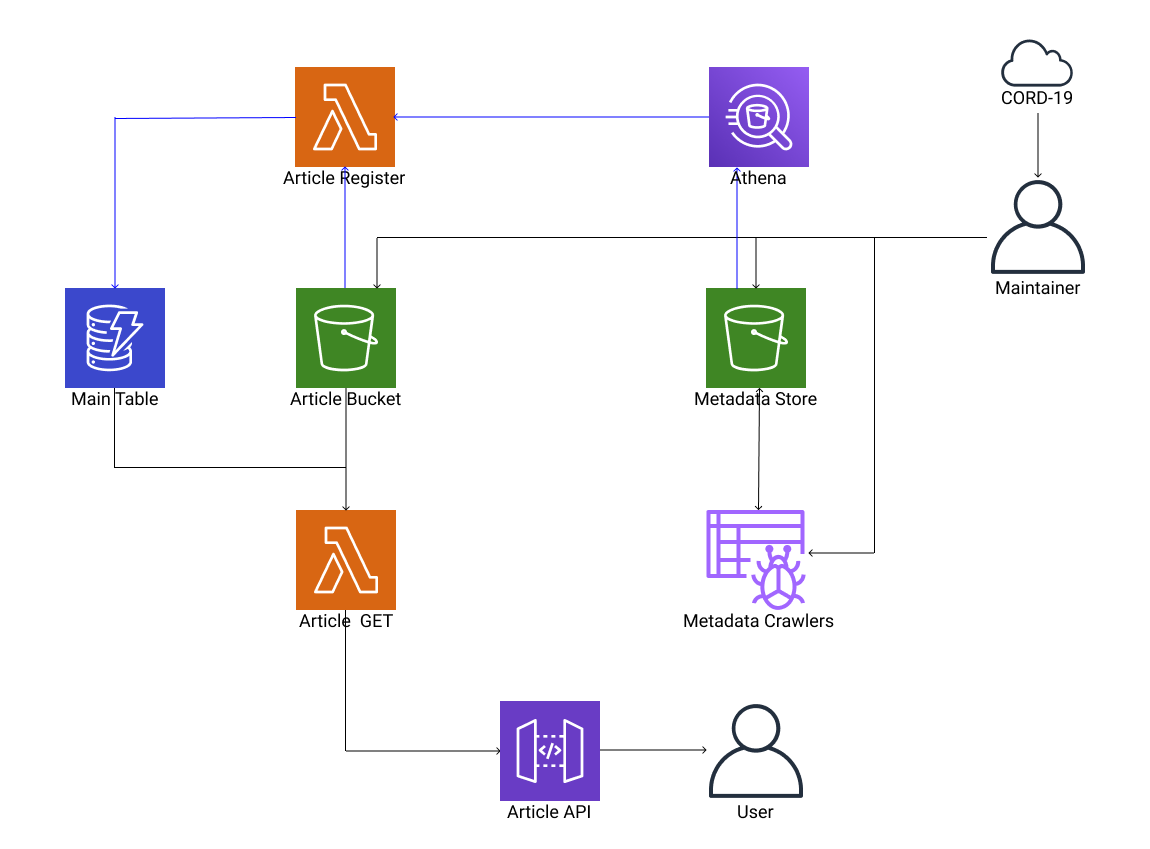 CORD-19
Article Register
Athena
Maintainer
Main Table
Article Bucket
Metadata Store
Article  GET
Metadata Crawlers
</>
Article API
User